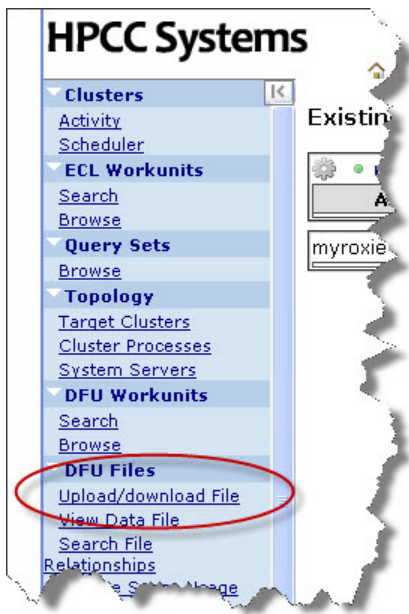 HPCC Systems
Clusters
Activity
Scheduler
ECL Workunits
Search
Browse
Query Sets
Browse
Topology
Target Clusters
Cluster Processes
System Servers
DFU Workunits
Search
Browse
DFU Files
Upload/download File
View Data File
Search File
Relationships
Existin
A
myroxie